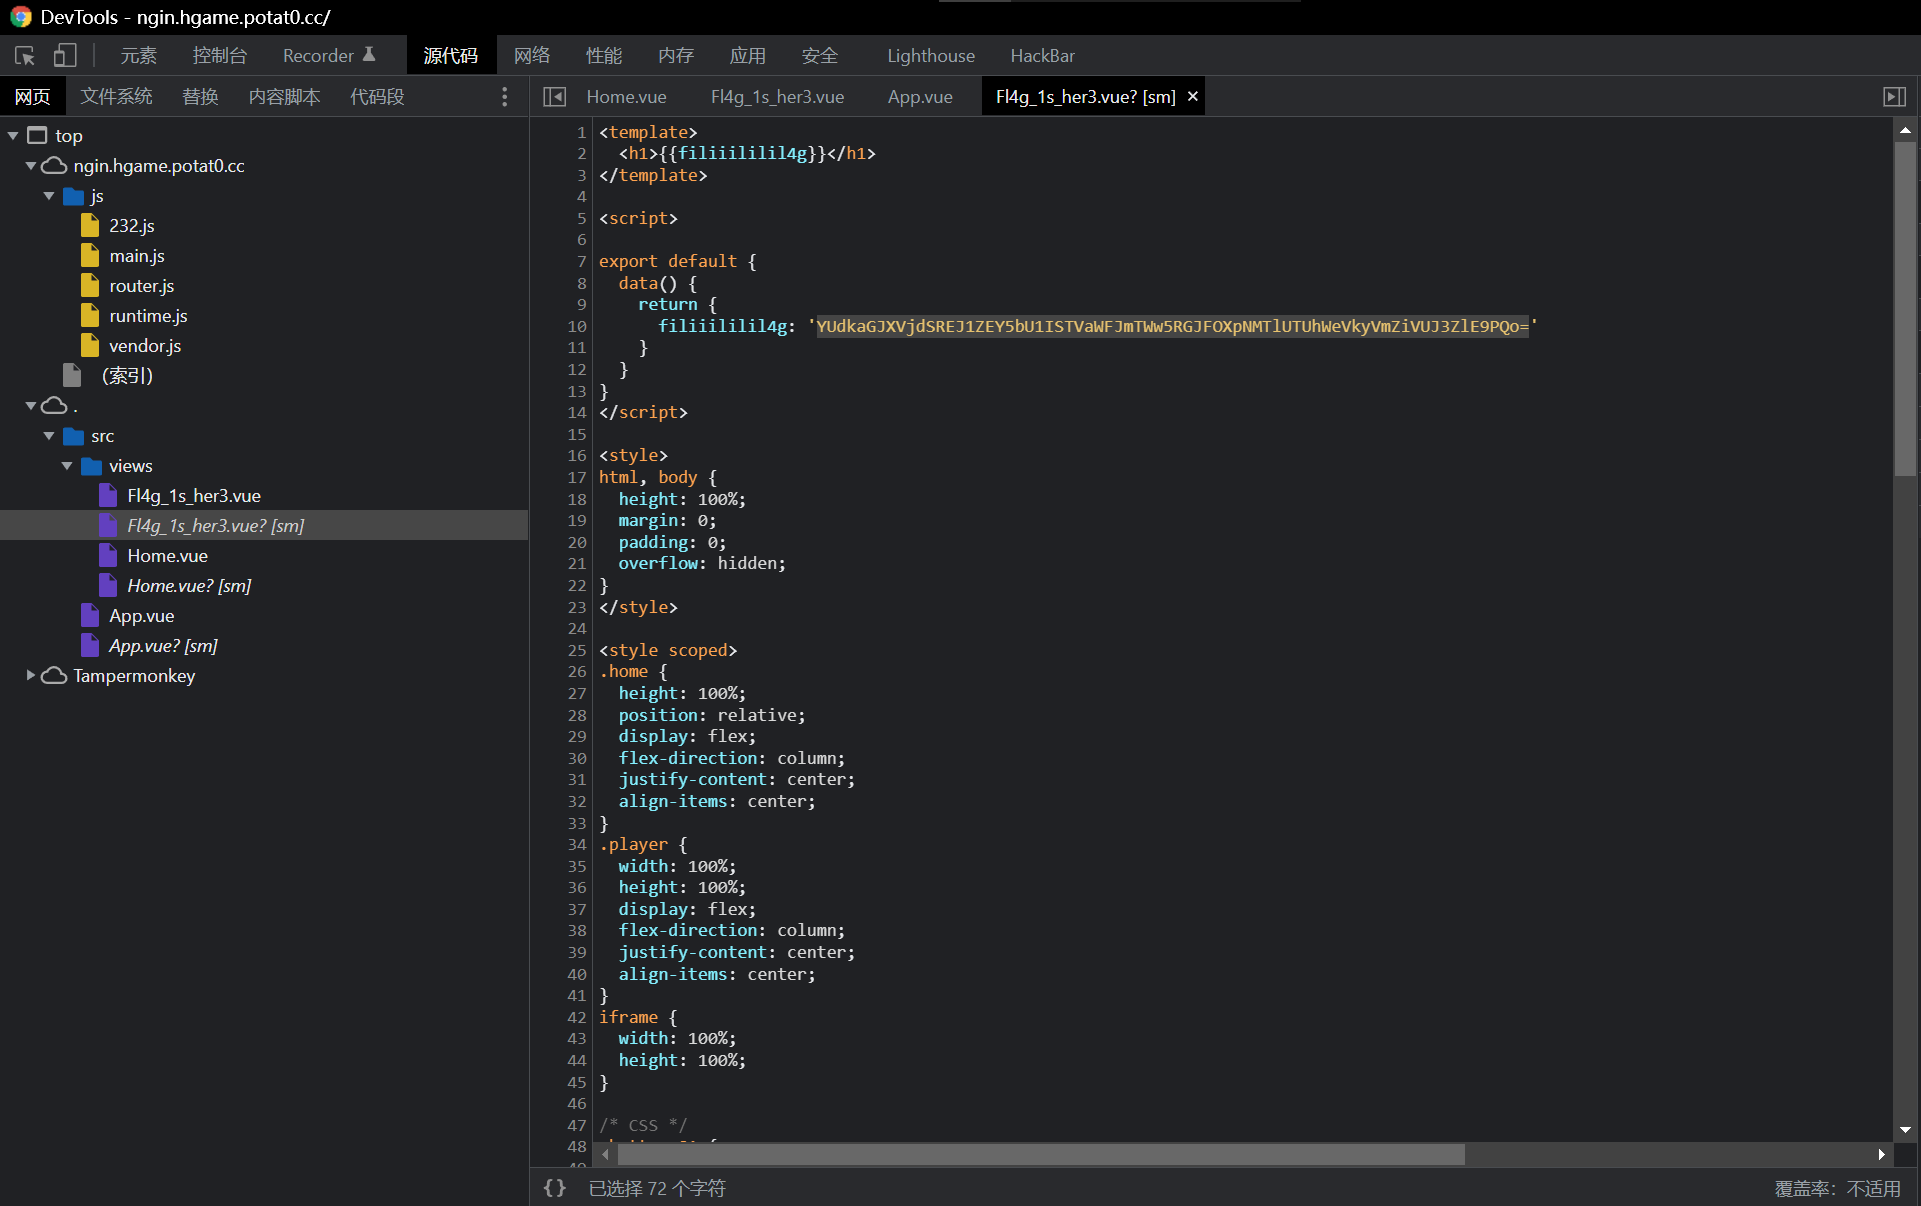 DevTools - ngin.hgame.potat0.cc/
元素 控制台 Recorder 源代码 网络 性能 内存 应用 安全 Lighthouse HackBar
网页 文件系统 替换 内容脚本 代码段
Home.vue Fl4g_1s_her3.vue App.vue Fl4g_1s_her3.vue? [sm] ×
top
ngin.hgame.potat0.cc
js
232.js
main.js
router.js
runtime.js
vendor.js
(索引)
.
src
views
Fl4g_1s_her3.vue
Fl4g_1s_her3.vue? [sm]
Home.vue
Home.vue? [sm]
App.vue
App.vue? [sm]
Tampermonkey
1 <template>
2 <h1>{{filiiililil4g}}</h1>
3 </template>
4
5 <script>
6
7 export default {
8 data() {
9 return {
10 filiiililil4g: 'YUdkaGJXVjdSREJ1ZEY5bU1ISTVaWFJmTWw5RGJFOXpNMTlUTUhWeVkyVmZiVUJ3ZlE9PQo='
11 }
12 }
13 }
14 </script>
15
16 <style>
17 html, body {
18 height: 100%;
19 margin: 0;
20 padding: 0;
21 overflow: hidden;
22 }
23 </style>
24
25 <style scoped>
26 .home {
27 height: 100%;
28 position: relative;
29 display: flex;
30 flex-direction: column;
31 justify-content: center;
32 align-items: center;
33 }
34 .player {
35 width: 100%;
36 height: 100%;
37 display: flex;
38 flex-direction: column;
39 justify-content: center;
40 align-items: center;
41 }
42 iframe {
43 width: 100%;
44 height: 100%;
45 }
46
47 /* CSS */
48
{} 已选择 72 个字符 覆盖率: 不适用